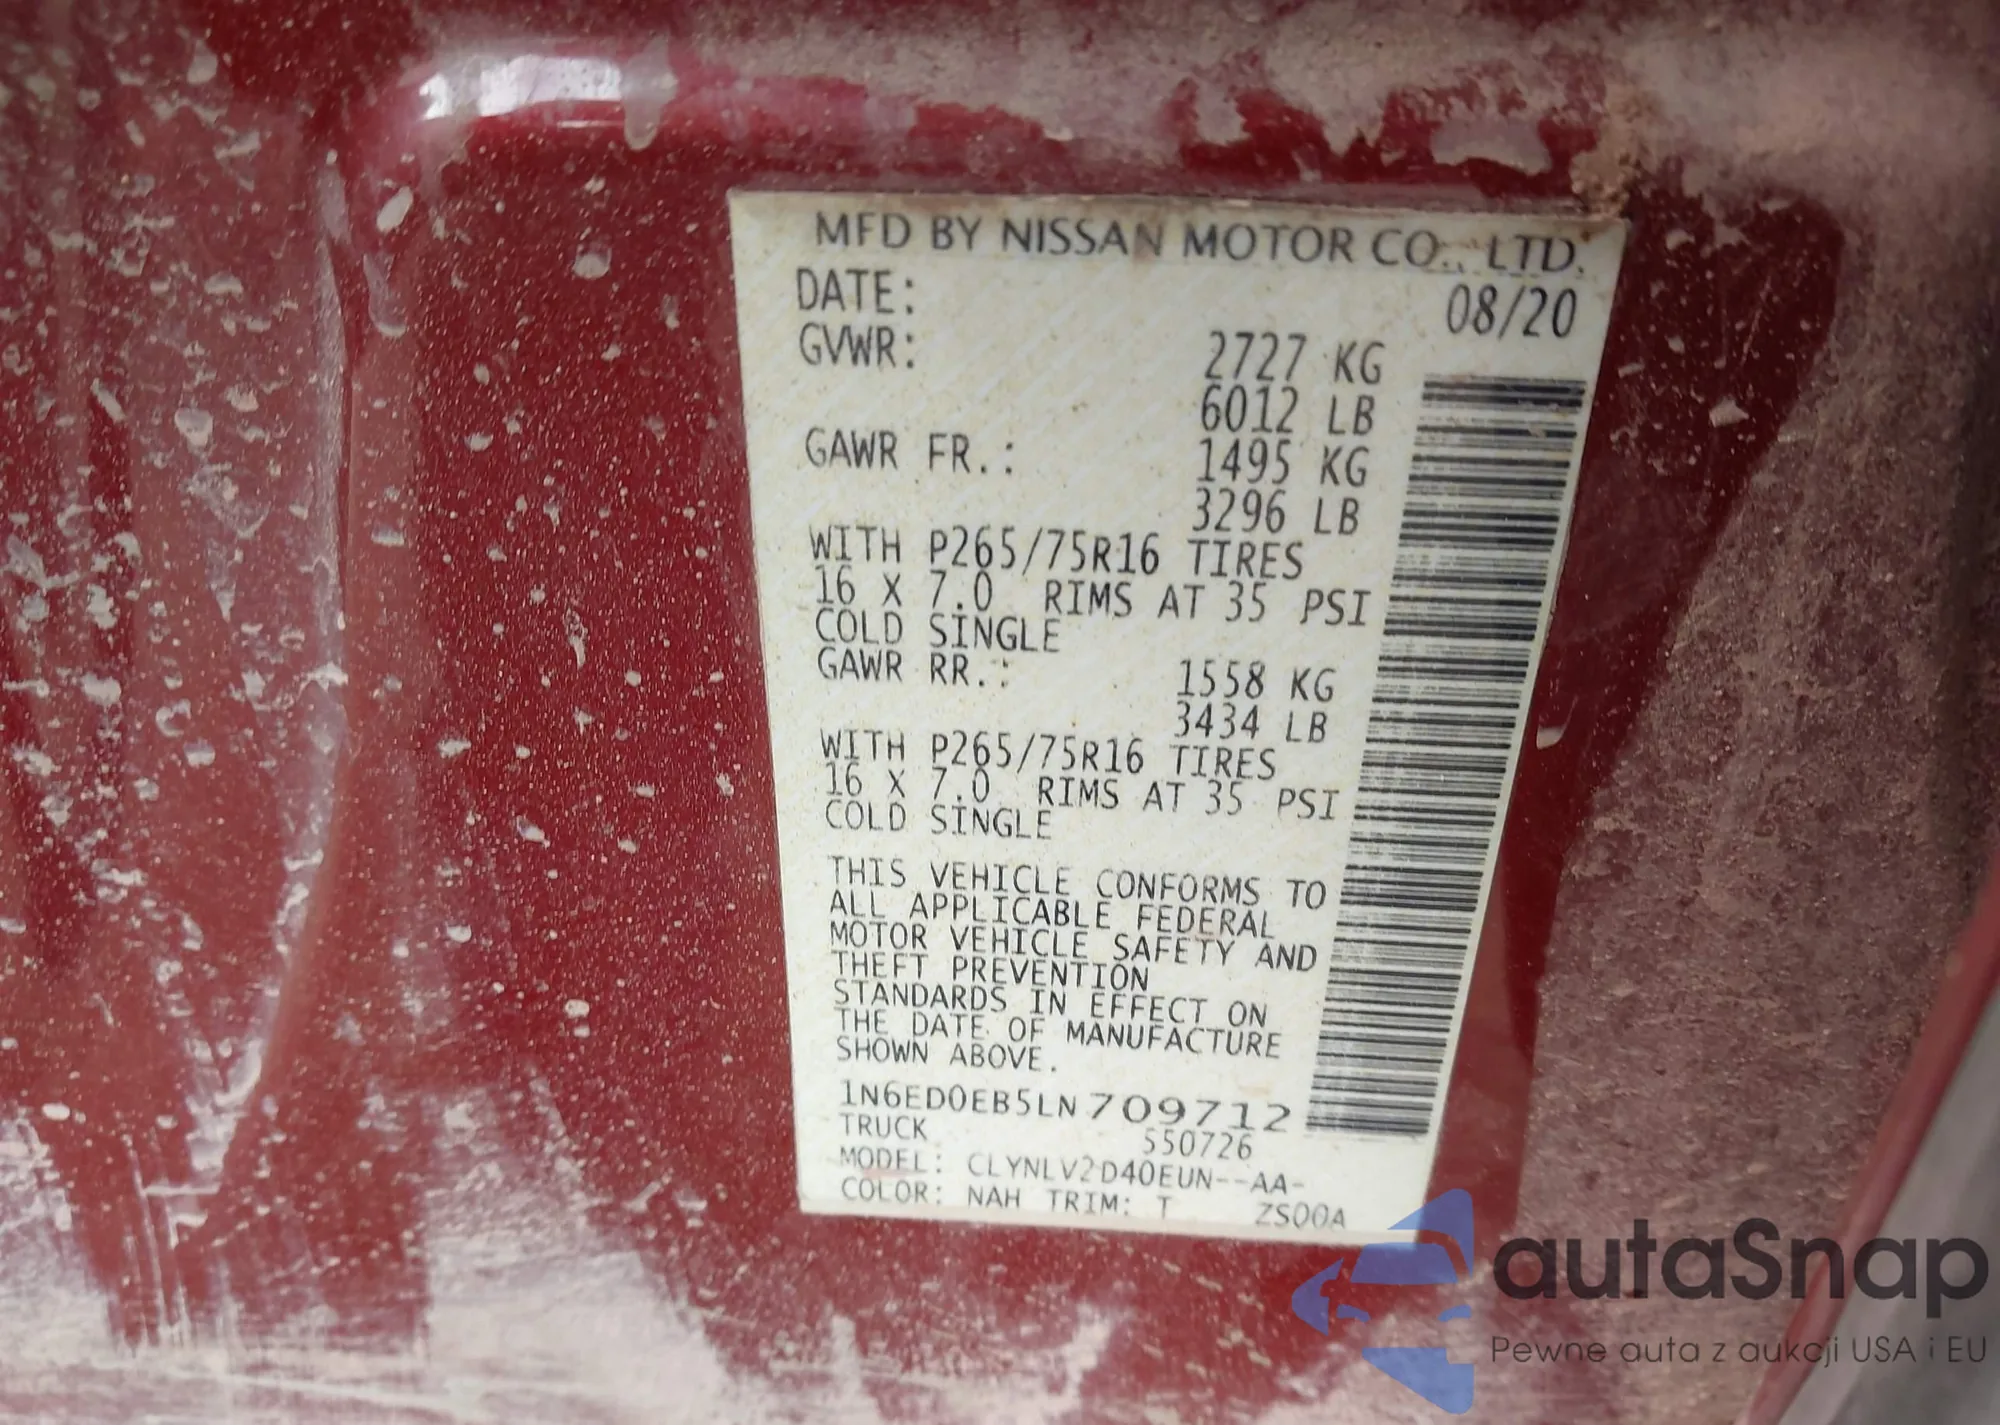 MFD BY NISSAN MOTOR CO., LTD.
DATE: 08/20
GVWR: 2727 KG
6012 LB
GAWR FR.: 1495 KG
3296 LB
WITH P265/75R16 TIRES
16 X 7.0 RIMS AT 35 PSI
COLD SINGLE
GAWR RR.: 1558 KG
3434 LB
WITH P265/75R16 TIRES
16 X 7.0 RIMS AT 35 PSI
COLD SINGLE
THIS VEHICLE CONFORMS TO
ALL APPLICABLE FEDERAL
MOTOR VEHICLE SAFETY AND
THEFT PREVENTION
STANDARDS IN EFFECT ON
THE DATE OF MANUFACTURE
SHOWN ABOVE.
1N6ED0EB5LN709712
TRUCK 550726
MODEL: CLYNLV2D40EUN--AA-
COLOR: NAH TRIM: T ZS00A
autaSnap
Pewne auta z aukcji USA i EU